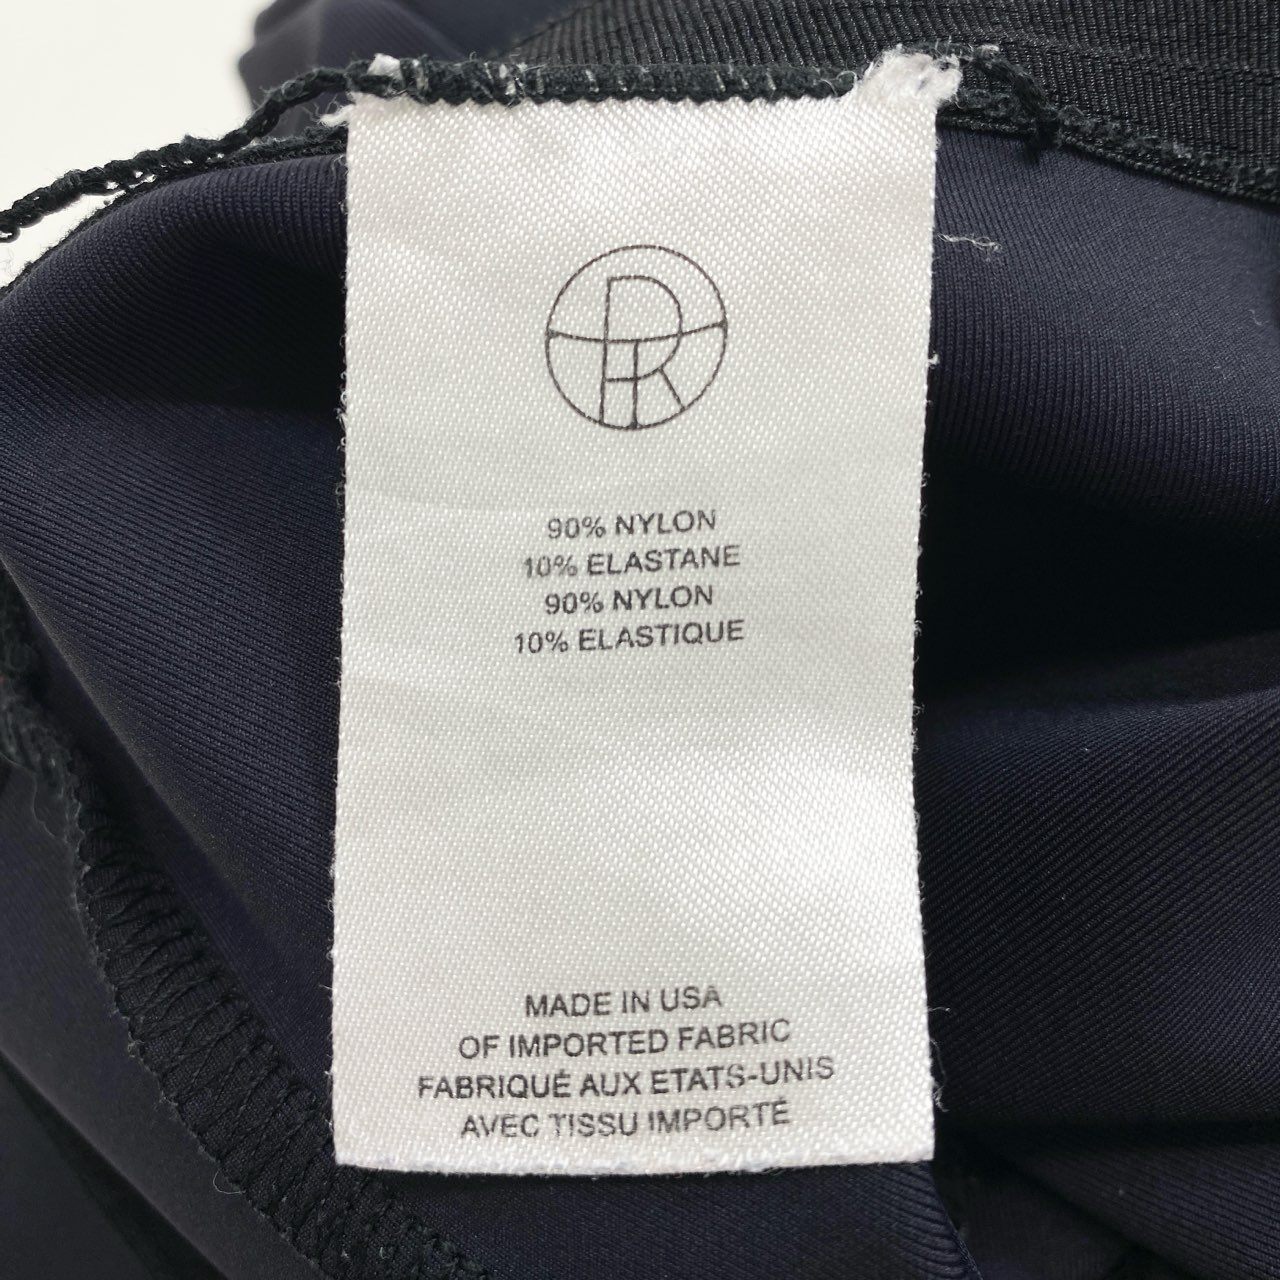 90% NYLON
10% ELASTANE
90% NYLON
10% ELASTIQUE
MADE IN USA
OF IMPORTED FABRIC
FABRIQUÉ AUX ETATS-UNIS
AVEC TISSU IMPORTÉ